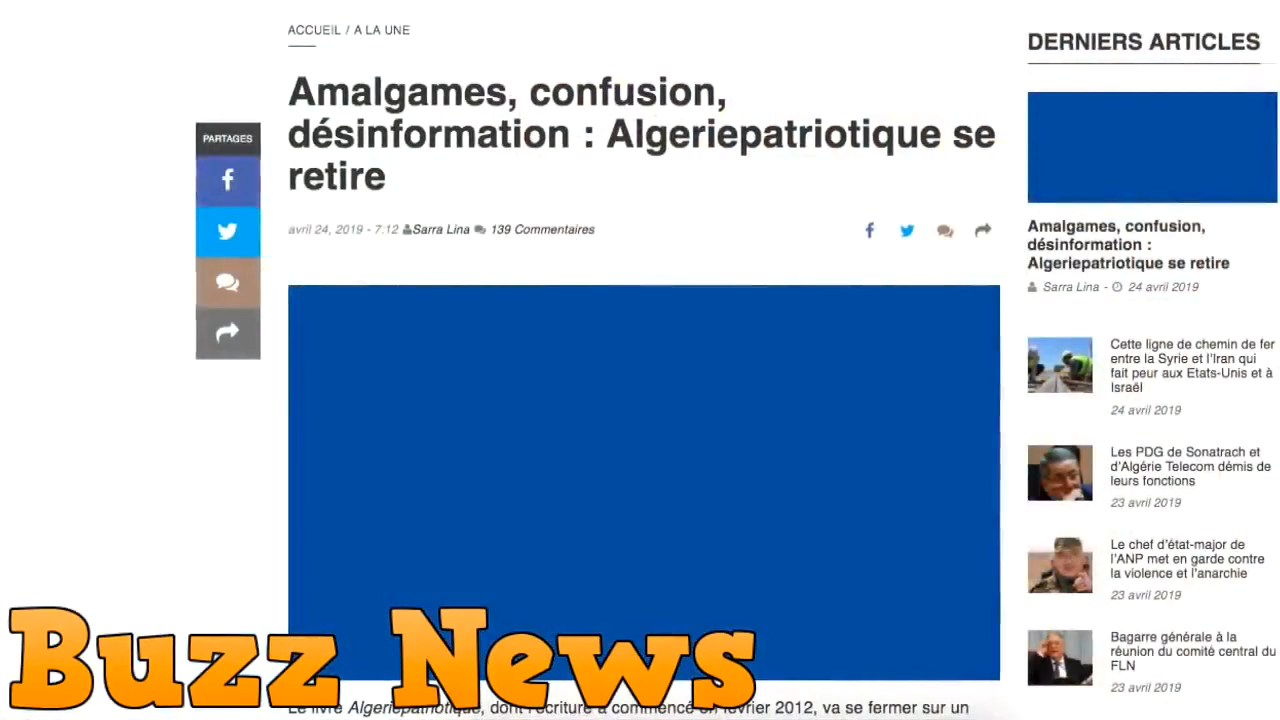 ACCUEIL / A LA UNE
Amalgames, confusion,
désinformation : Algeriepatriotique se
retire
PARTAGES
avril 24, 2019 - 7:12 Sarra Lina 139 Commentaires
DERNIERS ARTICLES
Amalgames, confusion,
désinformation :
Algeriepatriotique se retire
Sarra Lina - 24 avril 2019
Cette ligne de chemin de fer
entre la Syrie et l'Iran qui
fait peur aux Etats-Unis et à
Israël
24 avril 2019
Les PDG de Sonatrach et
d'Algérie Telecom démis de
leurs fonctions
23 avril 2019
Le chef d'état-major de
l'ANP met en garde contre
la violence et l'anarchie
23 avril 2019
Bagarre générale à la
réunion du comité central du
FLN
23 avril 2019
Buzz News
Le livre Algeriepatriotique, dont l'écriture a commencé en février 2012, va se fermer sur un